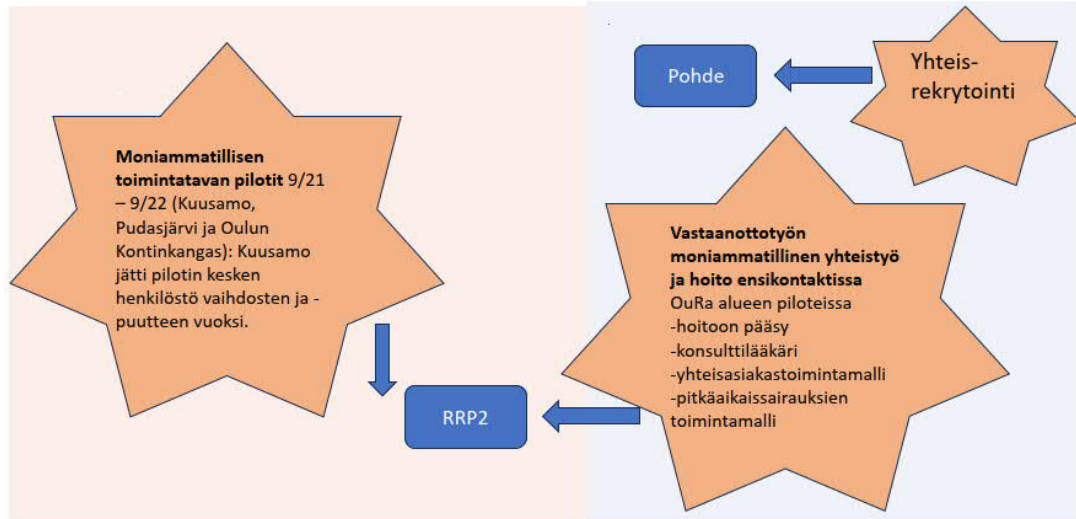 Moniammatillisen
toimintatavan pilotit 9/21
– 9/22 (Kuusamo,
Pudasjärvi ja Oulun
Kontinkangas): Kuusamo
jätti pilotin kesken
henkilöstö vaihdosten ja -
puutteen vuoksi.
RRP2
Pohde
Yhteis-
rekrytointi
Vastaanottotyön
moniammatillinen yhteistyö
ja hoito ensikontaktissa
OuRa alueen piloteissa
-hoitoon pääsy
-konsulttilääkäri
-yhteisasiakastoimintamalli
-pitkäaikaissairauksien
toimintamalli